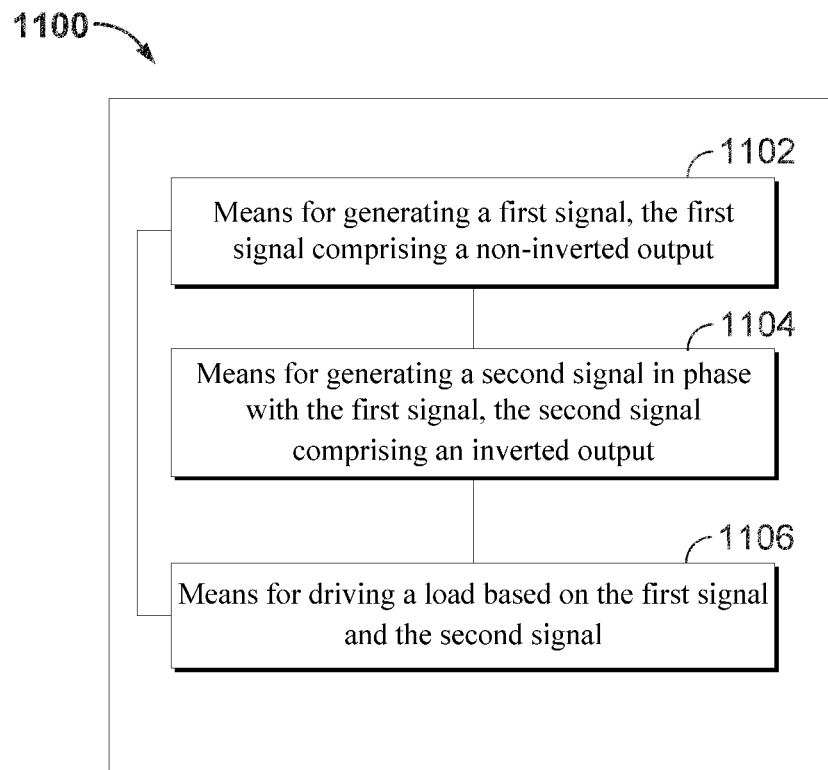 1100
1102
Means for generating a first signal, the first
signal comprising a non-inverted output
1104
Means for generating a second signal in phase
with the first signal, the second signal
comprising an inverted output
1106
Means for driving a load based on the first signal
and the second signal